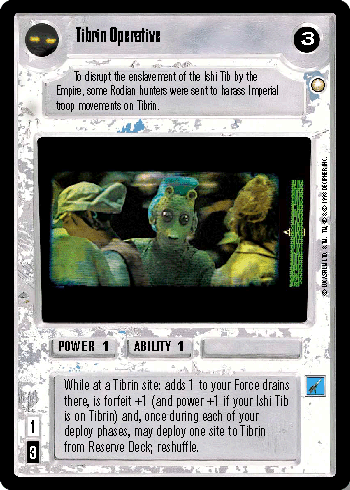 Tibrin Operative
3
To disrupt the enslavement of the Ishi Tib by the
Empire, some Rodian hunters were sent to harass Imperial
troop movements on Tibrin.
POWER 1 ABILITY 1
While at a Tibrin site: adds 1 to your Force drains
there, is forfeit +1 (and power +1 if your Ishi Tib
is on Tibrin) and, once during each of your
deploy phases, may deploy one site to Tibrin
from Reserve Deck; reshuffle.
1
3